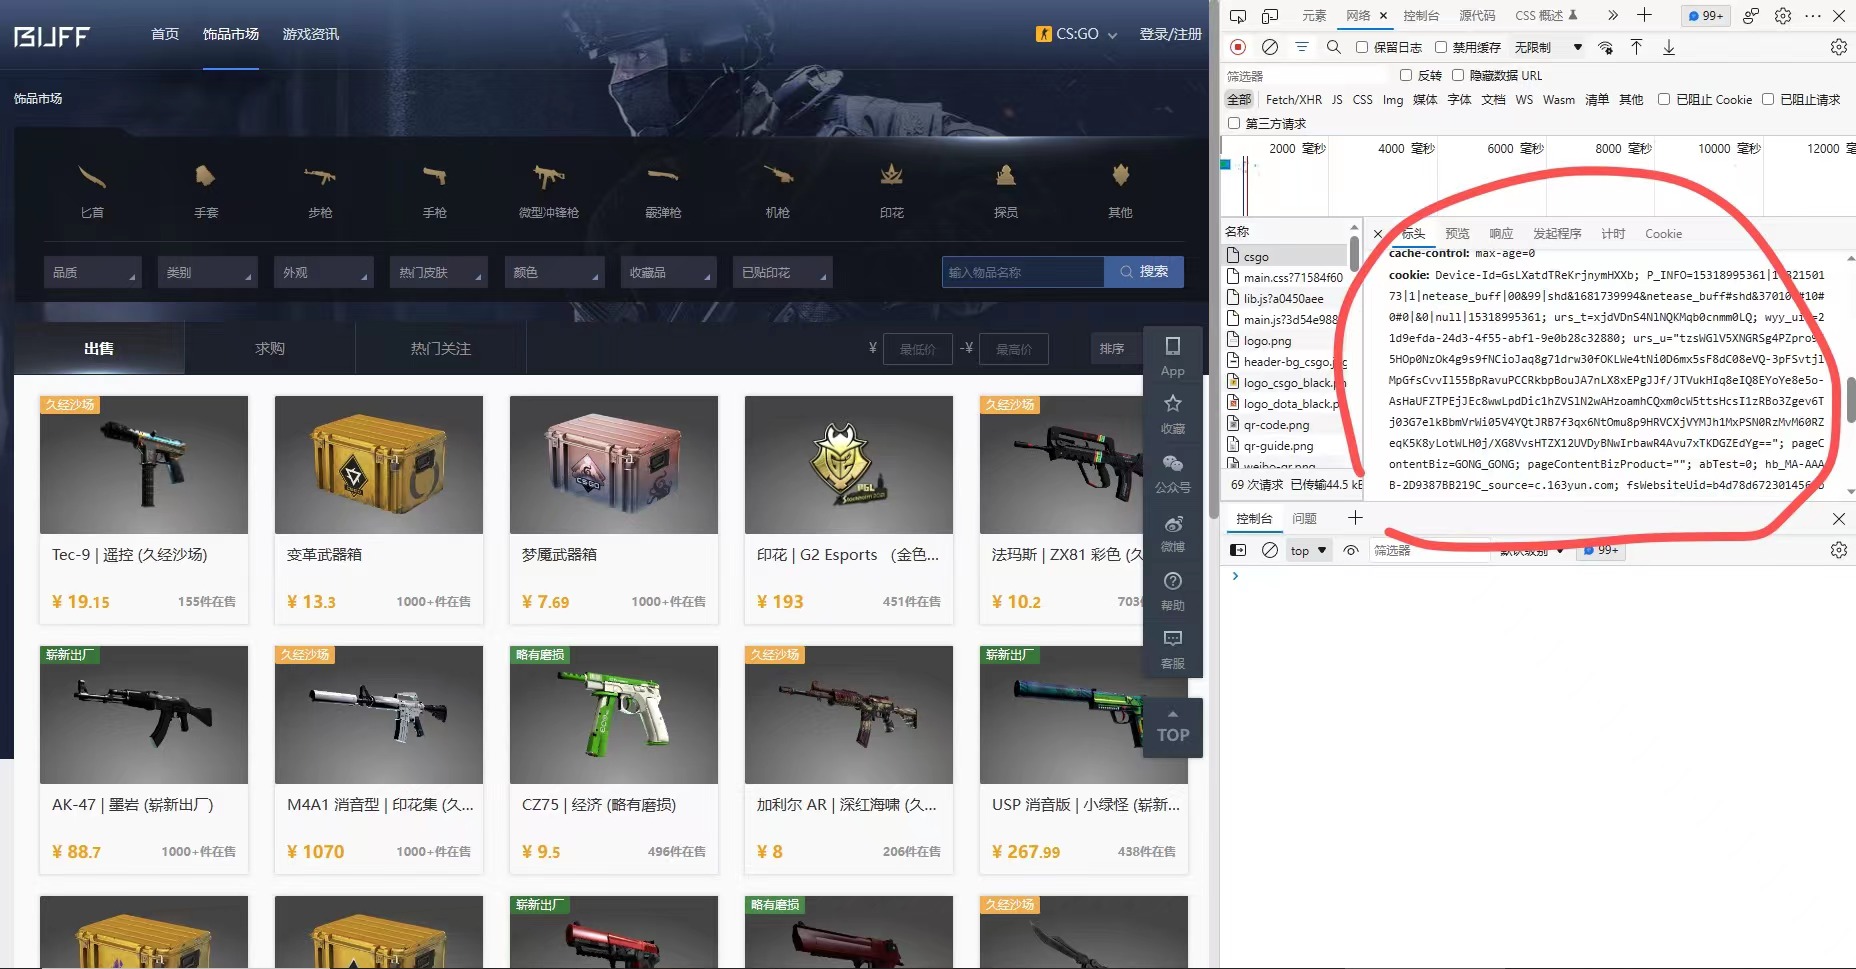 BUFF
首页 饰品市场 游戏资讯
CS:GO
登录/注册
饰品市场
匕首 手套 步枪 手枪 微型冲锋枪 霰弹枪 机枪 印花 探员 其他
品质 类别 外观 热门皮肤 颜色 收藏品 已贴印花
输入物品名称 搜索
出售 求购 热门关注
¥ 最低价 -¥ 最高价 排序
App
收藏
公众号
微博
帮助
客服
TOP
久经沙场
Tec-9 | 遥控 (久经沙场)
¥ 19.15 155件在售
变革武器箱
¥ 13.3 1000+件在售
梦魇武器箱
¥ 7.69 1000+件在售
印花 | G2 Esports （金色...
¥ 193 451件在售
久经沙场
法玛斯 | ZX81 彩色 (久
¥ 10.2 703
崭新出厂
AK-47 | 墨岩 (崭新出厂)
¥ 88.7 1000+件在售
久经沙场
M4A1 消音型 | 印花集 (久...
¥ 1070 1000+件在售
略有磨损
CZ75 | 经济 (略有磨损)
¥ 9.5 496件在售
久经沙场
加利尔 AR | 深红海啸 (久...
¥ 8 206件在售
崭新出厂
USP 消音版 | 小绿怪 (崭新...
¥ 267.99 438件在售
崭新出厂
略有磨损
久经沙场
元素 网络 控制台 源代码 CSS 概述 99+
保留日志 禁用缓存 无限制
筛选器 反转 隐藏数据 URL
全部 Fetch/XHR JS CSS Img 媒体 字体 文档 WS Wasm 清单 其他 已阻止 Cookie 已阻止请求
第三方请求
2000 毫秒 4000 毫秒 6000 毫秒 8000 毫秒 10000 毫秒 12000 毫
名称
csgo
main.css?71584f60
lib.js?a0450aee
main.js?3d54e988
logo.png
header-bg_csgo.j
logo_csgo_black.p
logo_dota_black.p
qr-code.png
qr-guide.png
weibo-qr.png
69 次请求 已传输44.5 kB
标头 预览 响应 发起程序 计时 Cookie
cache-control: max-age=0
cookie: Device-Id=GsLXatdTReKrjnymHXXb; P_INFO=15318995361|1 821501
73|1|netease_buff|00&99|shd&1681739994&netease_buff#shd&37010 #10#
0#0|&0|null|15318995361; urs_t=xjdVDnS4NlNQKMqb0cnmm0LQ; wyy_ui =2
1d9efda-24d3-4f55-abf1-9e0b28c32880; urs_u="tzsWGlV5XNGRSg4PZpro9
5HOp0NzOk4g9s9fNCioJaq8g71drw30fOKLWe4tNi0D6mx5sF8dC08eVQ-3pFSvtjl
MpGfsCvvIl55BpRavuPCCRkbpBouJA7nLX8xEPgJJf/JTVukHIq8eIQ8EYoYe8e5o-
AsHaUFZTPEjJEc8wwLpdDic1hZVSlN2wAHzoamhCQxm0cW5ttsHcsI1zRBo3Zgev6T
j03G7elkBbmVrWi05V4YQtJRB7f3qx6NtOmu8p9HRVCXjVYMJh1MxPSN0RzMvM60RZ
eqK5K8yLotWLH0j/XG8VvsHTZX12UVDyBNwIrbawR4Avu7xTKDGZEdYg=="; pageC
ontentBiz=GONG_GONG; pageContentBizProduct=""; abTest=0; hb_MA-AAA
B-2D9387BB219C_source=c.163yun.com; fsWebsiteUid=b4d78d672301456
控制台 问题
top 筛选器 默认级别 99+